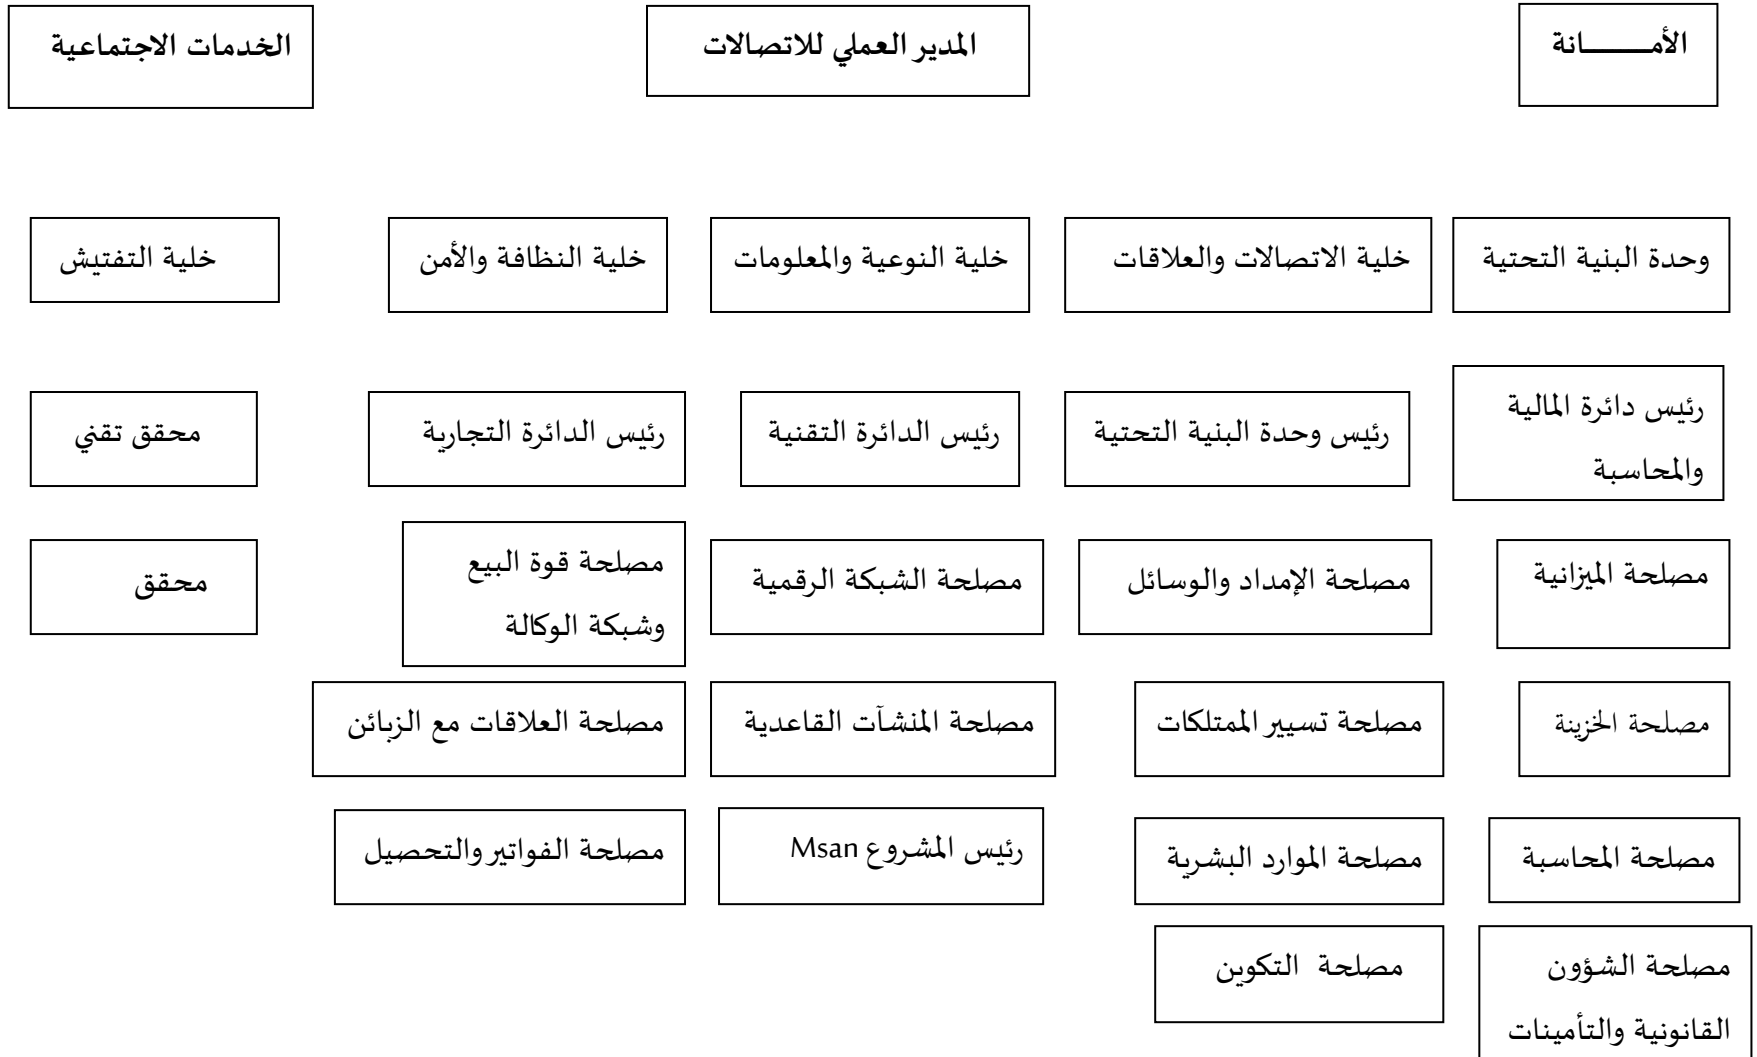 الأمـــــــــانة
المدير العملي للاتصالات
الخدمات الاجتماعية
وحدة البنية التحتية
خلية الاتصالات والعلاقات
خلية النوعية والمعلومات
خلية النظافة والأمن
خلية التفتيش
رئيس دائرة المالية
والمحاسبة
رئيس وحدة البنية التحتية
رئيس الدائرة التقنية
رئيس الدائرة التجارية
محقق تقني
مصلحة الميزانية
مصلحة الإمداد والوسائل
مصلحة الشبكة الرقمية
مصلحة قوة البيع
وشبكة الوكالة
محقق
مصلحة الخزينة
مصلحة تسيير الممتلكات
مصلحة المنشآت القاعدية
مصلحة العلاقات مع الزبائن
مصلحة المحاسبة
مصلحة الموارد البشرية
رئيس المشروع Msan
مصلحة الفواتير والتحصيل
مصلحة الشؤون
القانونية والتأمينات
مصلحة التكوين